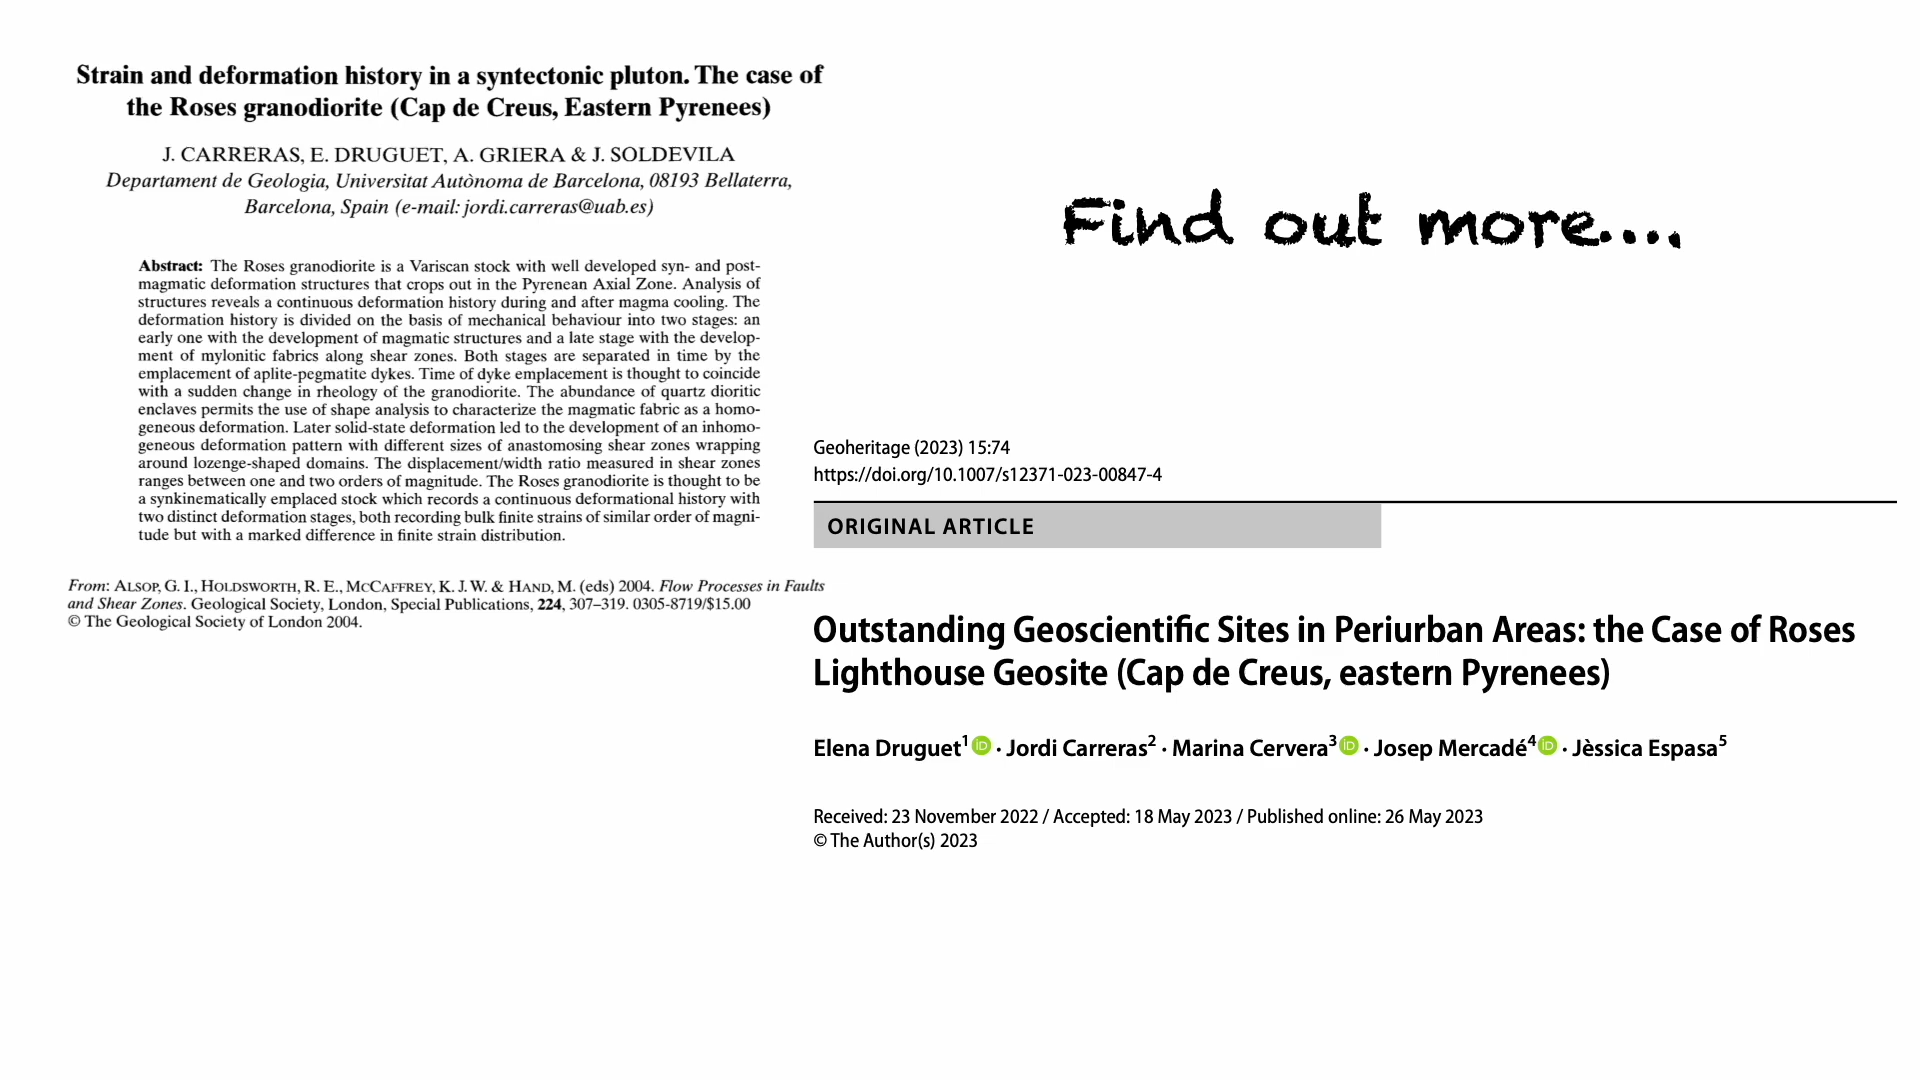 Strain and deformation history in a syntectonic pluton. The case of
the Roses granodiorite (Cap de Creus, Eastern Pyrenees)
J. CARRERAS, E. DRUGUET, A. GRIERA & J. SOLDEVILA
Departament de Geologia, Universitat Autònoma de Barcelona, 08193 Bellaterra,
Barcelona, Spain (e-mail: jordi.carreras@uab.es)
Abstract: The Roses granodiorite is a Variscan stock with well developed syn- and post-
magmatic deformation structures that crops out in the Pyrenean Axial Zone. Analysis of
structures reveals a continuous deformation history during and after magma cooling. The
deformation history is divided on the basis of mechanical behaviour into two stages: an
early one with the development of magmatic structures and a late stage with the develop-
ment of mylonitic fabrics along shear zones. Both stages are separated in time by the
emplacement of aplite-pegmatite dykes. Time of dyke emplacement is thought to coincide
with a sudden change in rheology of the granodiorite. The abundance of quartz dioritic
enclaves permits the use of shape analysis to characterize the magmatic fabric as a homo-
geneous deformation. Later solid-state deformation led to the development of an inhomo-
geneous deformation pattern with different sizes of anastomosing shear zones wrapping
around lozenge-shaped domains. The displacement/width ratio measured in shear zones
ranges between one and two orders of magnitude. The Roses granodiorite is thought to be
a synkinematically emplaced stock which records a continuous deformational history with
two distinct deformation stages, both recording bulk finite strains of similar order of magni-
tude but with a marked difference in finite strain distribution.
From: ALSOP, G. I., HOLDSWORTH, R. E., MCCAFFREY, K. J. W. & HAND, M. (eds) 2004. Flow Processes in Faults
and Shear Zones. Geological Society, London, Special Publications, 224, 307–319. 0305-8719/$15.00
© The Geological Society of London 2004.
Find out more....
Geoheritage (2023) 15:74
https://doi.org/10.1007/s12371-023-00847-4
ORIGINAL ARTICLE
Outstanding Geoscientific Sites in Periurban Areas: the Case of Roses
Lighthouse Geosite (Cap de Creus, eastern Pyrenees)
Elena Druguet1 iD · Jordi Carreras2 · Marina Cervera3 iD · Josep Mercadé4 iD · Jèssica Espasa5
Received: 23 November 2022 / Accepted: 18 May 2023 / Published online: 26 May 2023
© The Author(s) 2023